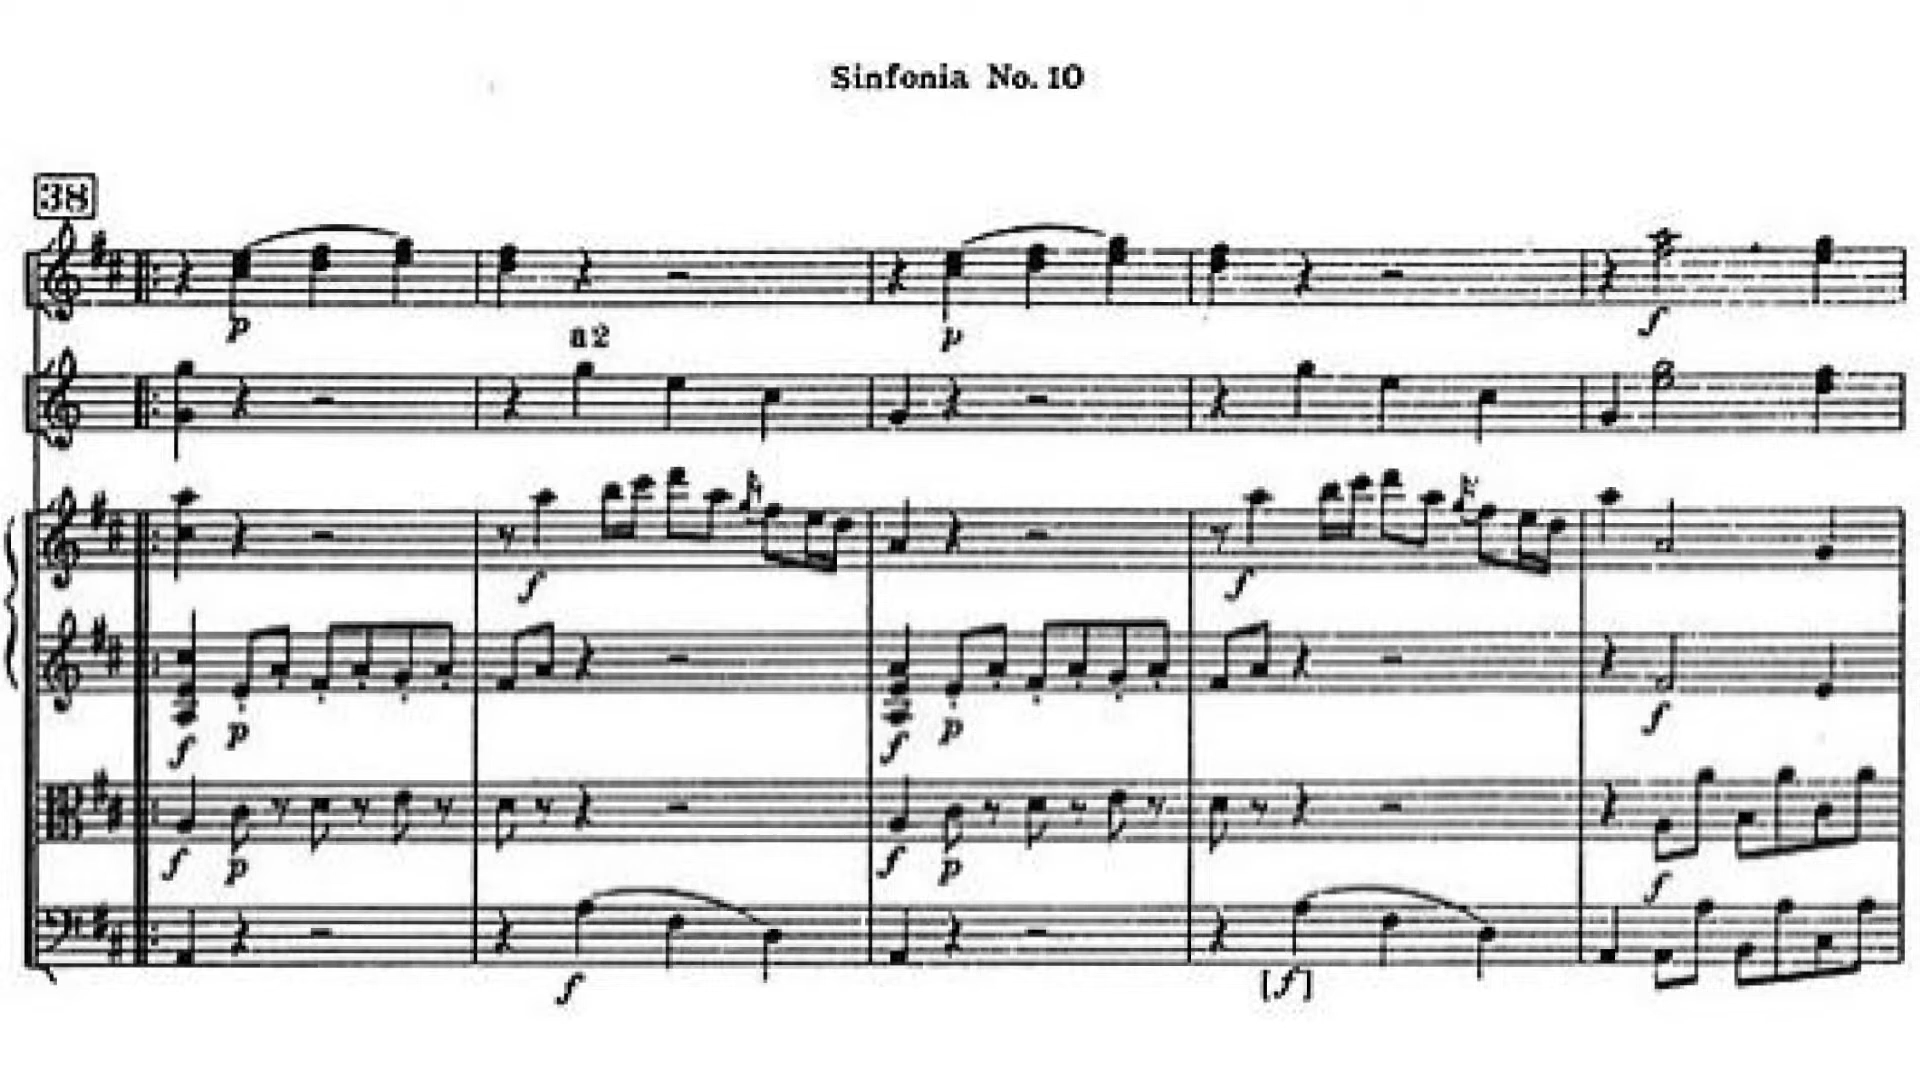 Sinfonia No. 10
38
p p f
a2
f f
f p f p f
f p f p f
f [f]